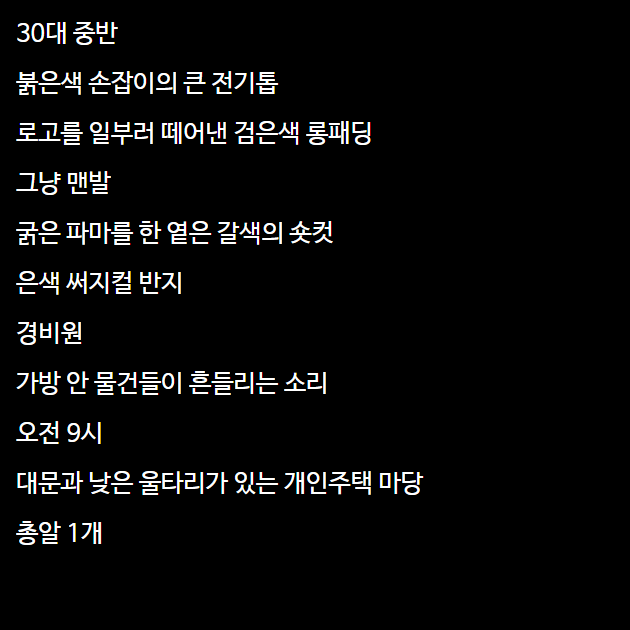 30대 중반
붉은색 손잡이의 큰 전기톱
로고를 일부러 떼어낸 검은색 롱패딩
그냥 맨발
굵은 파마를 한 옅은 갈색의 숏컷
은색 써지컬 반지
경비원
가방 안 물건들이 흔들리는 소리
오전 9시
대문과 낮은 울타리가 있는 개인주택 마당
총알 1개